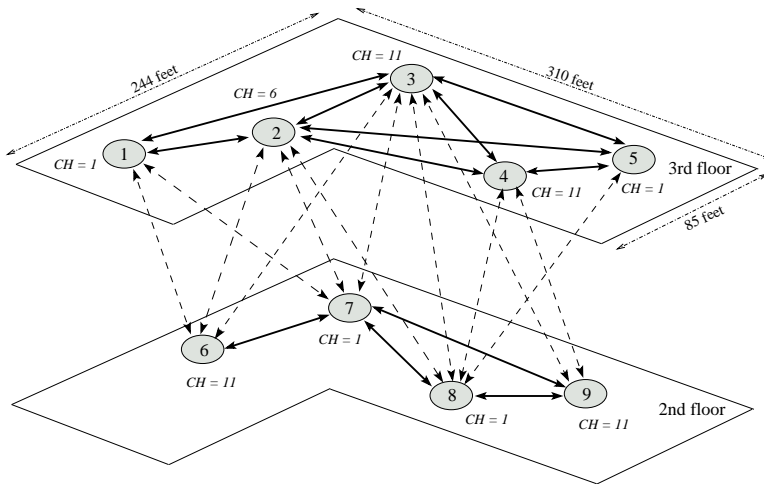 244 feet
310 feet
CH = 11
3
CH = 6
2
1
CH = 1
5
4
3rd floor
CH = 11
CH = 1
85 feet
7
CH = 1
6
CH = 11
8
9
2nd floor
CH = 1
CH = 11